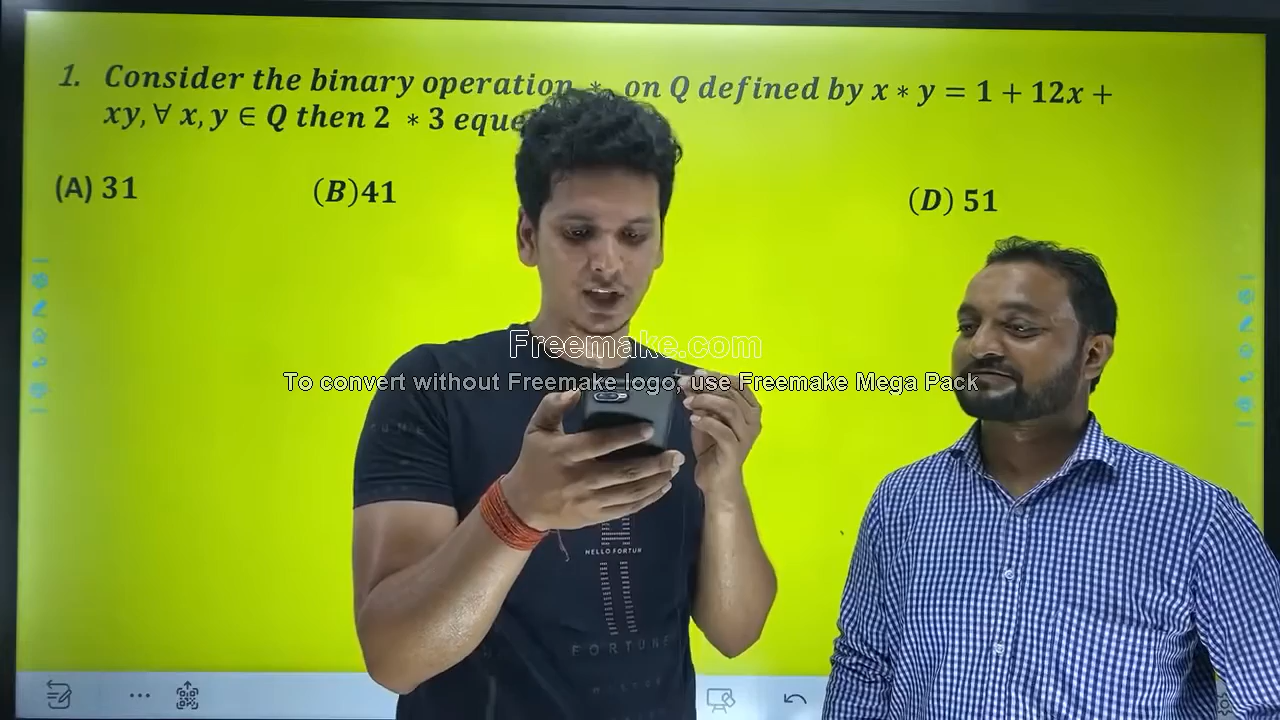 1. Consider the binary operation * on Q defined by x * y = 1 + 12x +
xy, ∀ x, y ∈ Q then 2 * 3 eque
(A) 31 (B)41 (D) 51
Freemake.com
To convert without Freemake logo, use Freemake Mega Pack
HELLO FORTUN
FORTUNE